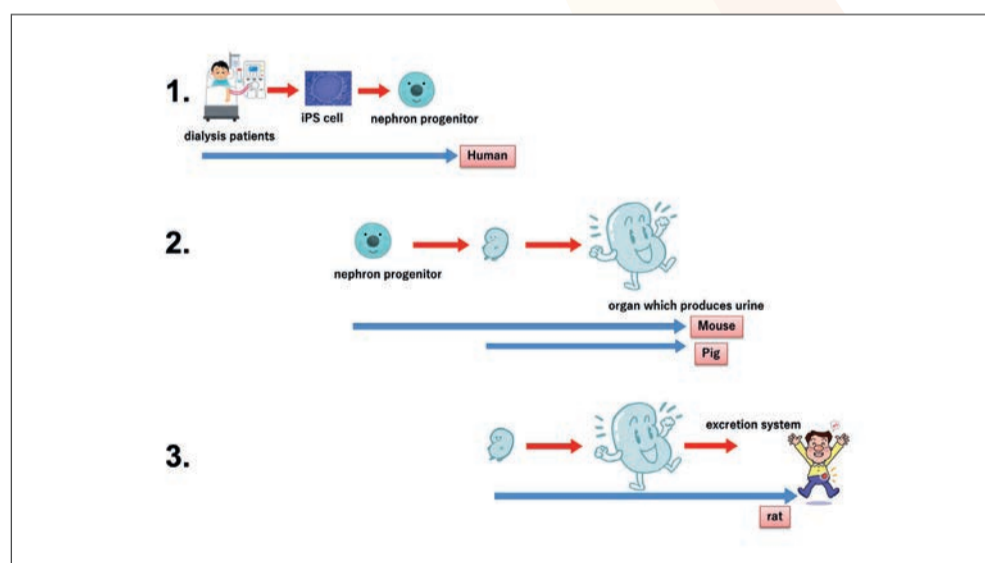 1.
iPS cell
nephron progenitor
dialysis patients
Human
2.
nephron progenitor
organ which produces urine
Mouse
Pig
excretion system
3.
rat